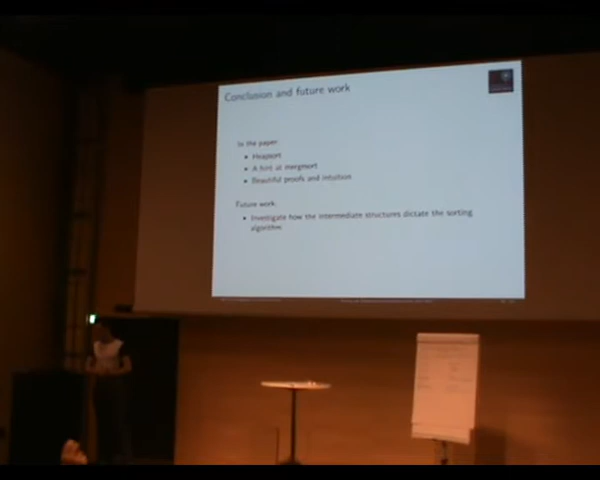 Conclusion and future work
In the paper:
• Heapsort
• A hint at mergesort
• Beautiful proofs and intuition
Future work:
• Investigate how the intermediate structures dictate the sorting
algorithm